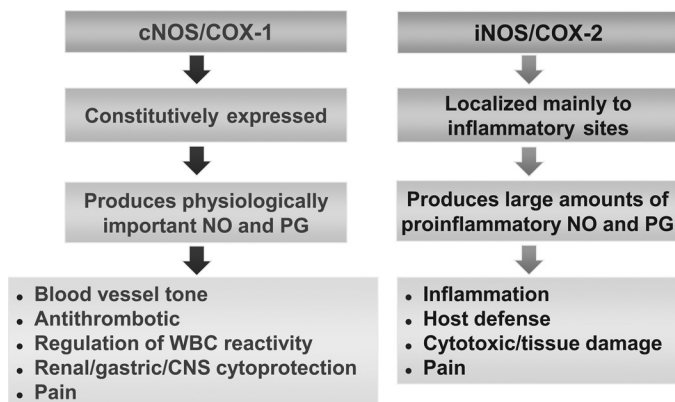 cNOS/COX-1
Constitutively expressed
Produces physiologically
important NO and PG
• Blood vessel tone
• Antithrombotic
• Regulation of WBC reactivity
• Renal/gastric/CNS cytoprotection
• Pain
iNOS/COX-2
Localized mainly to
inflammatory sites
Produces large amounts of
proinflammatory NO and PG
• Inflammation
• Host defense
• Cytotoxic/tissue damage
• Pain